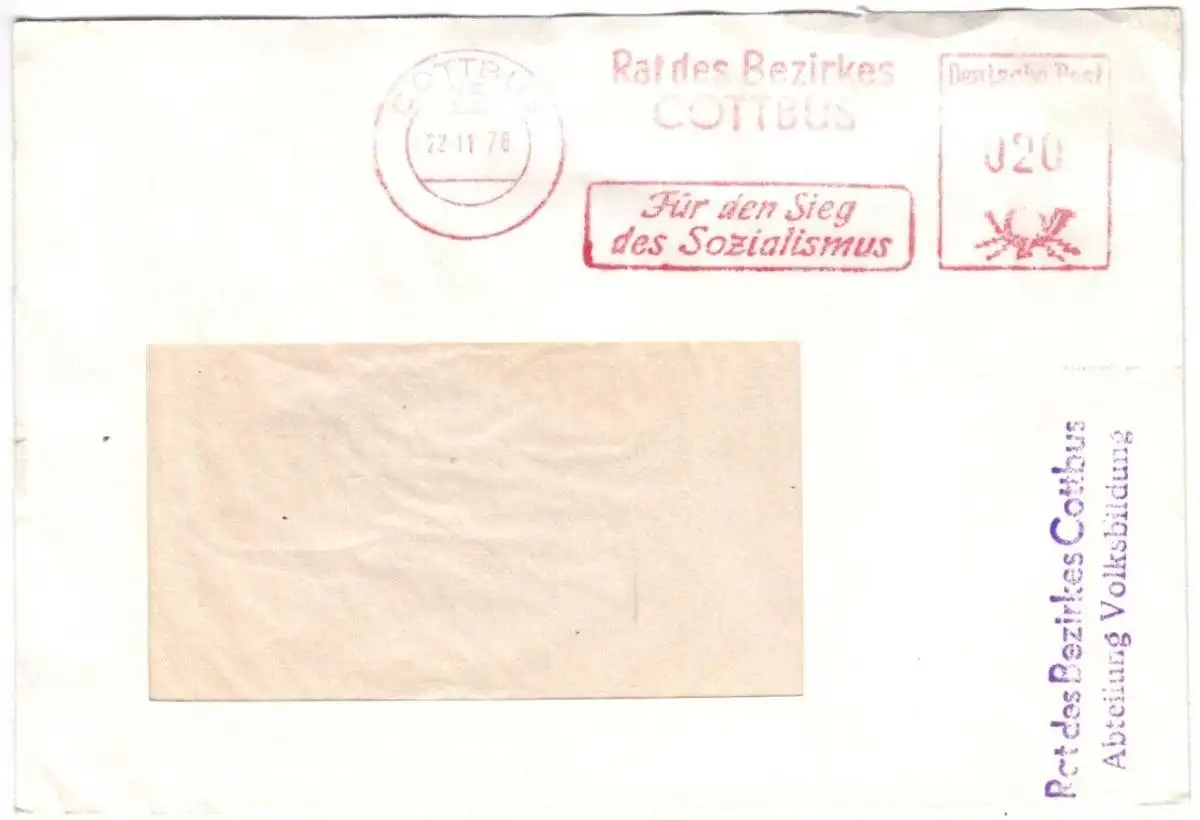 COTTBUS
22 11 78
Rat des Bezirkes
COTTBUS
Für den Sieg
des Sozialismus
Deutsche Post
020
Rat des Bezirkes Cottbus
Abteilung Volksbildung